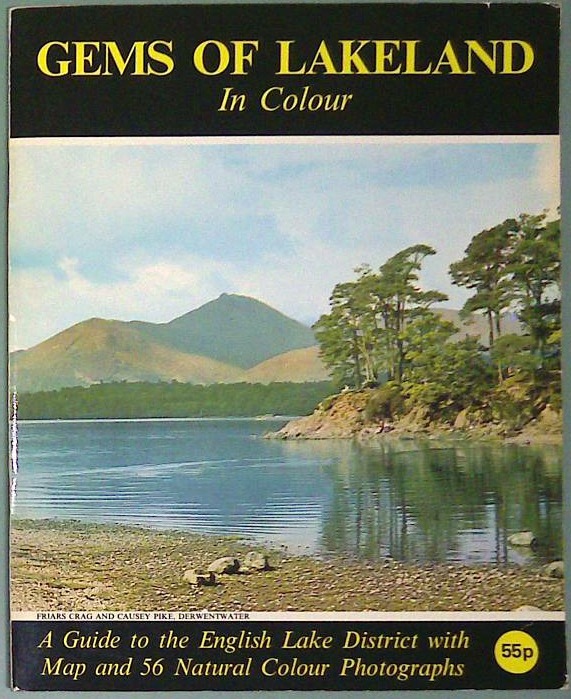 GEMS OF LAKELAND
In Colour
FRIARS CRAG AND CAUSEY PIKE, DERWENTWATER
A Guide to the English Lake District with
Map and 56 Natural Colour Photographs
55p